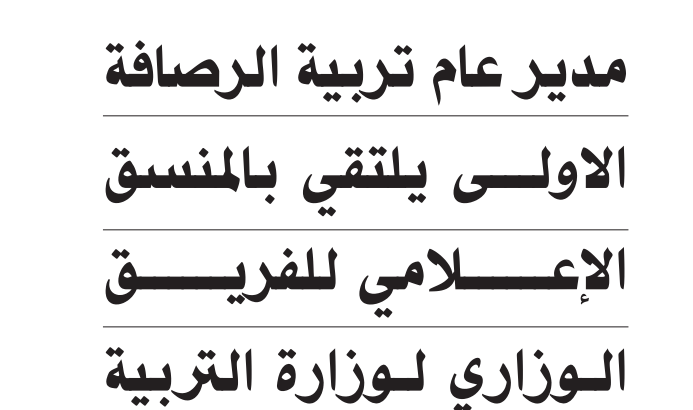 مدير عام تربية الرصافة
الاولى يلتقي بالمنسق
الإعلامي للفريق
الوزاري لوزارة التربية